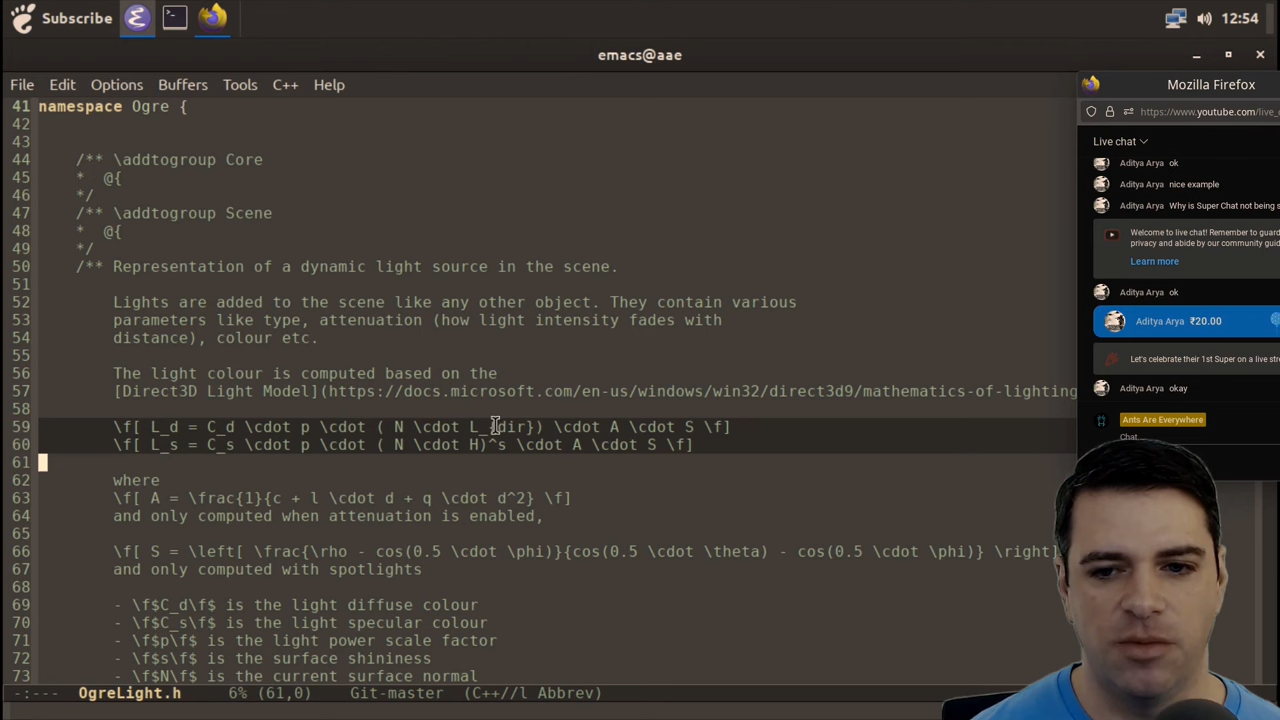 Subscribe
12:54
emacs@aae
File Edit Options Buffers Tools C++ Help
41 namespace Ogre {
42
43
44 /** \addtogroup Core
45 * @{
46 */
47 /** \addtogroup Scene
48 * @{
49 */
50 /** Representation of a dynamic light source in the scene.
51
52 Lights are added to the scene like any other object. They contain various
53 parameters like type, attenuation (how light intensity fades with
54 distance), colour etc.
55
56 The light colour is computed based on the
57 [Direct3D Light Model](https://docs.microsoft.com/en-us/windows/win32/direct3d9/mathematics-of-lighting
58
59 \f[ L_d = C_d \cdot p \cdot ( N \cdot L_{dir}) \cdot A \cdot S \f]
60 \f[ L_s = C_s \cdot p \cdot ( N \cdot H)^s \cdot A \cdot S \f]
61
62 where
63 \f[ A = \frac{1}{c + l \cdot d + q \cdot d^2} \f]
64 and only computed when attenuation is enabled,
65
66 \f[ S = \left[ \frac{\rho - cos(0.5 \cdot \phi)}{cos(0.5 \cdot \theta) - cos(0.5 \cdot \phi)} \right]
67 and only computed with spotlights
68
69 - \f$C_d\f$ is the light diffuse colour
70 - \f$C_s\f$ is the light specular colour
71 - \f$p\f$ is the light power scale factor
72 - \f$s\f$ is the surface shininess
73 - \f$N\f$ is the current surface normal
-:--- OgreLight.h 6% (61,0) Git-master (C++//l Abbrev)
Mozilla Firefox
https://www.youtube.com/live_c
Live chat
Aditya Arya ok
Aditya Arya nice example
Aditya Arya Why is Super Chat not being s
Welcome to live chat! Remember to guard
privacy and abide by our community guid
Learn more
Aditya Arya ok
Aditya Arya ₹20.00
Let's celebrate their 1st Super on a live str
Aditya Arya okay
Ants Are Everywhere
Chat...